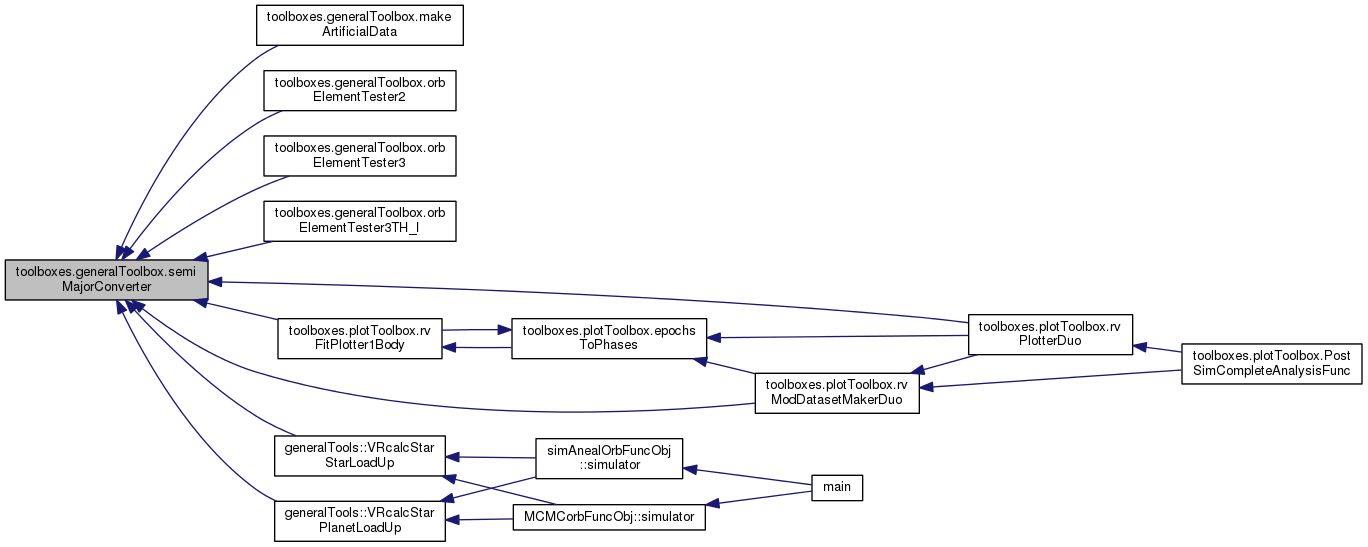 toolboxes.generalToolbox.make
ArtificialData
toolboxes.generalToolbox.orb
ElementTester2
toolboxes.generalToolbox.orb
ElementTester3
toolboxes.generalToolbox.orb
ElementTester3TH_I
toolboxes.generalToolbox.semi
MajorConverter
toolboxes.plotToolbox.rv
FitPlotter1Body
toolboxes.plotToolbox.epochs
ToPhases
toolboxes.plotToolbox.rv
PlotterDuo
toolboxes.plotToolbox.Post
SimCompleteAnalysisFunc
toolboxes.plotToolbox.rv
ModDatasetMakerDuo
generalTools::VRcalcStar
StarLoadUp
simAnealOrbFuncObj
::simulator
main
generalTools::VRcalcStar
PlanetLoadUp
MCMCorbFuncObj::simulator